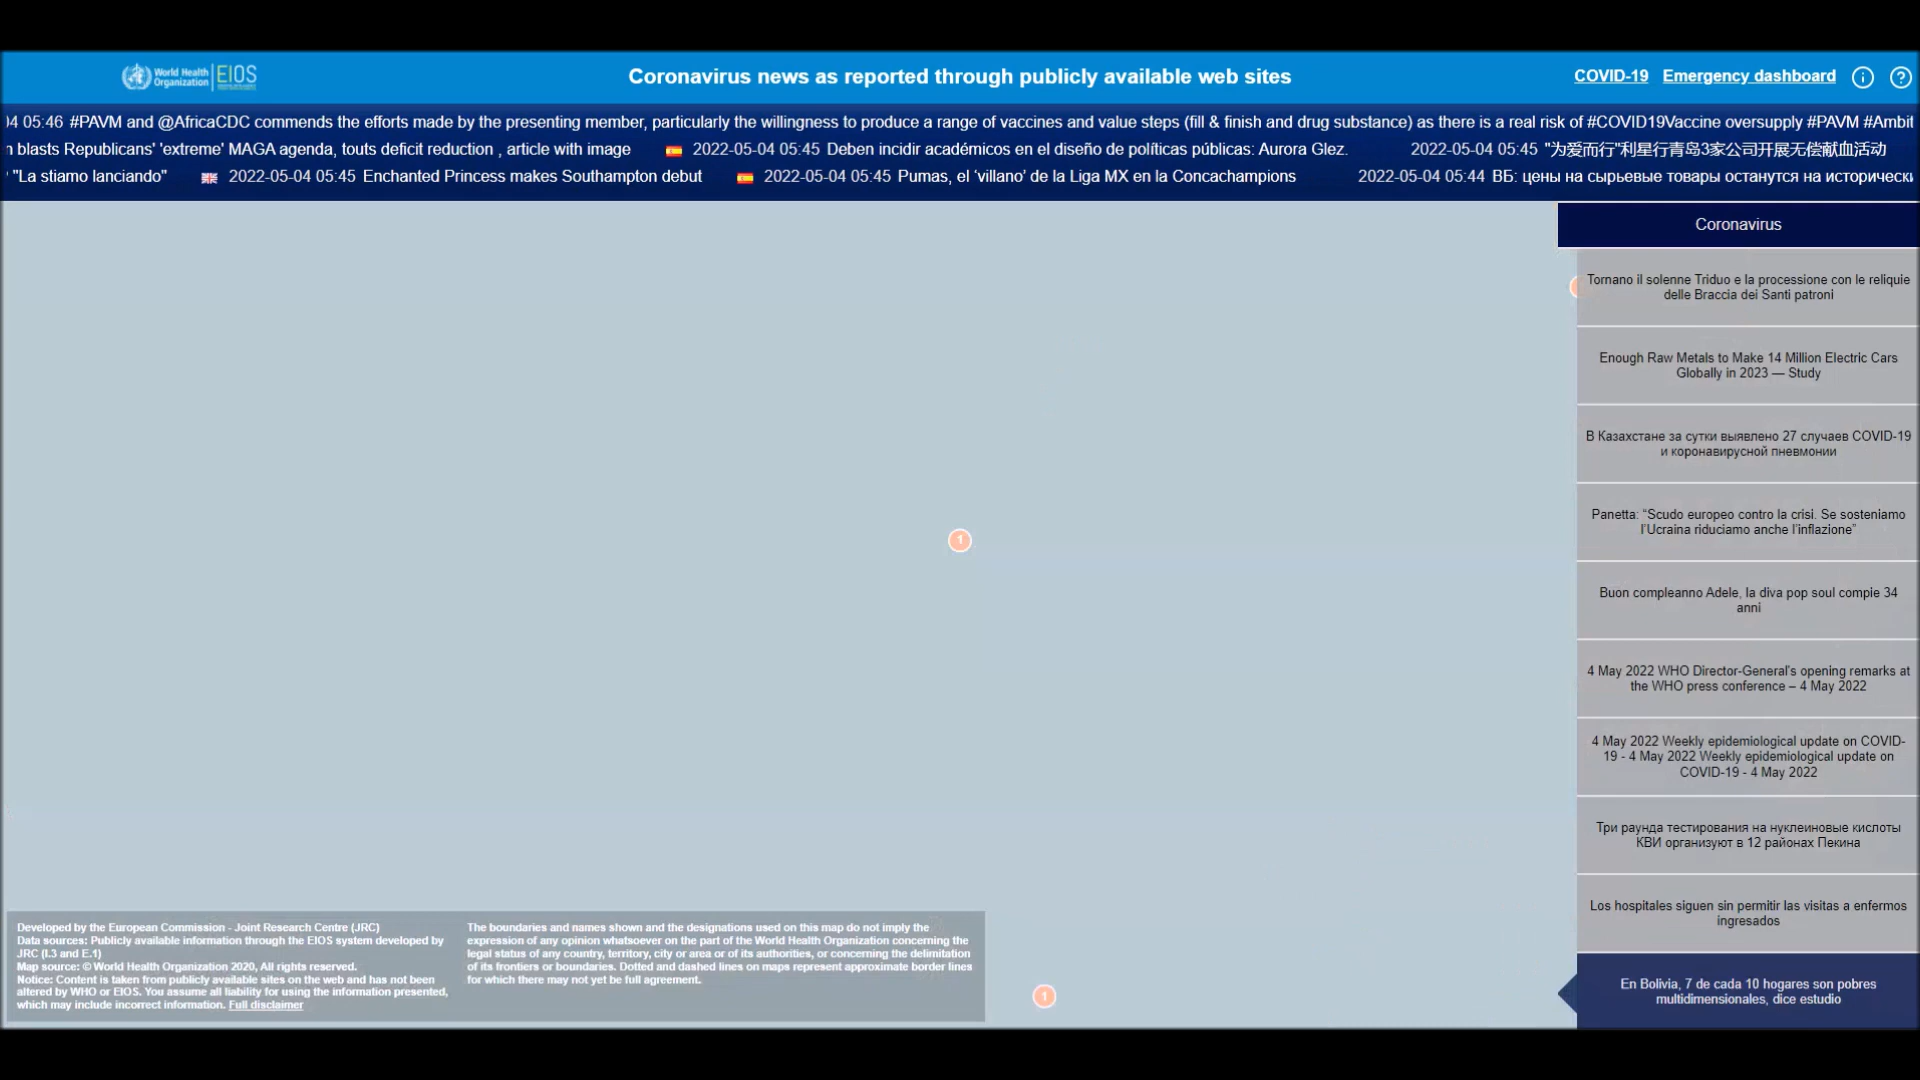 World Health
Organization
EIOS
Coronavirus news as reported through publicly available web sites
COVID-19 Emergency dashboard
04 05:46 #PAVM and @AfricaCDC commends the efforts made by the presenting member, particularly the willingness to produce a range of vaccines and value steps (fill & finish and drug substance) as there is a real risk of #COVID19Vaccine oversupply #PAVM #Ambit
n blasts Republicans' 'extreme' MAGA agenda, touts deficit reduction , article with image 2022-05-04 05:45 Deben incidir académicos en el diseño de políticas públicas: Aurora Glez. 2022-05-04 05:45 "为爱而行"利星行青岛3家公司开展无偿献血活动
"La stiamo lanciando" 2022-05-04 05:45 Enchanted Princess makes Southampton debut 2022-05-04 05:45 Pumas, el ‘villano’ de la Liga MX en la Concachampions 2022-05-04 05:44 ВБ: цены на сырьевые товары останутся на исторически
Coronavirus
Tornano il solenne Triduo e la processione con le reliquie
delle Braccia dei Santi patroni
Enough Raw Metals to Make 14 Million Electric Cars
Globally in 2023 — Study
В Казахстане за сутки выявлено 27 случаев COVID-19
и коронавирусной пневмонии
Panetta: “Scudo europeo contro la crisi. Se sosteniamo
l’Ucraina riduciamo anche l’inflazione”
1
Buon compleanno Adele, la diva pop soul compie 34
anni
4 May 2022 WHO Director-General's opening remarks at
the WHO press conference – 4 May 2022
4 May 2022 Weekly epidemiological update on COVID-
19 - 4 May 2022 Weekly epidemiological update on
COVID-19 - 4 May 2022
Три раунда тестирования на нуклеиновые кислоты
КВИ организуют в 12 районах Пекина
Los hospitales siguen sin permitir las visitas a enfermos
ingresados
En Bolivia, 7 de cada 10 hogares son pobres
multidimensionales, dice estudio
Developed by the European Commission - Joint Research Centre (JRC)
Data sources: Publicly available information through the EIOS system developed by
JRC (I.3 and E.1)
Map source: © World Health Organization 2020, All rights reserved.
Notice: Content is taken from publicly available sites on the web and has not been
altered by WHO or EIOS. You assume all liability for using the information presented,
which may include incorrect information. Full disclaimer
The boundaries and names shown and the designations used on this map do not imply the
expression of any opinion whatsoever on the part of the World Health Organization concerning the
legal status of any country, territory, city or area or of its authorities, or concerning the delimitation
of its frontiers or boundaries. Dotted and dashed lines on maps represent approximate border lines
for which there may not yet be full agreement.
1